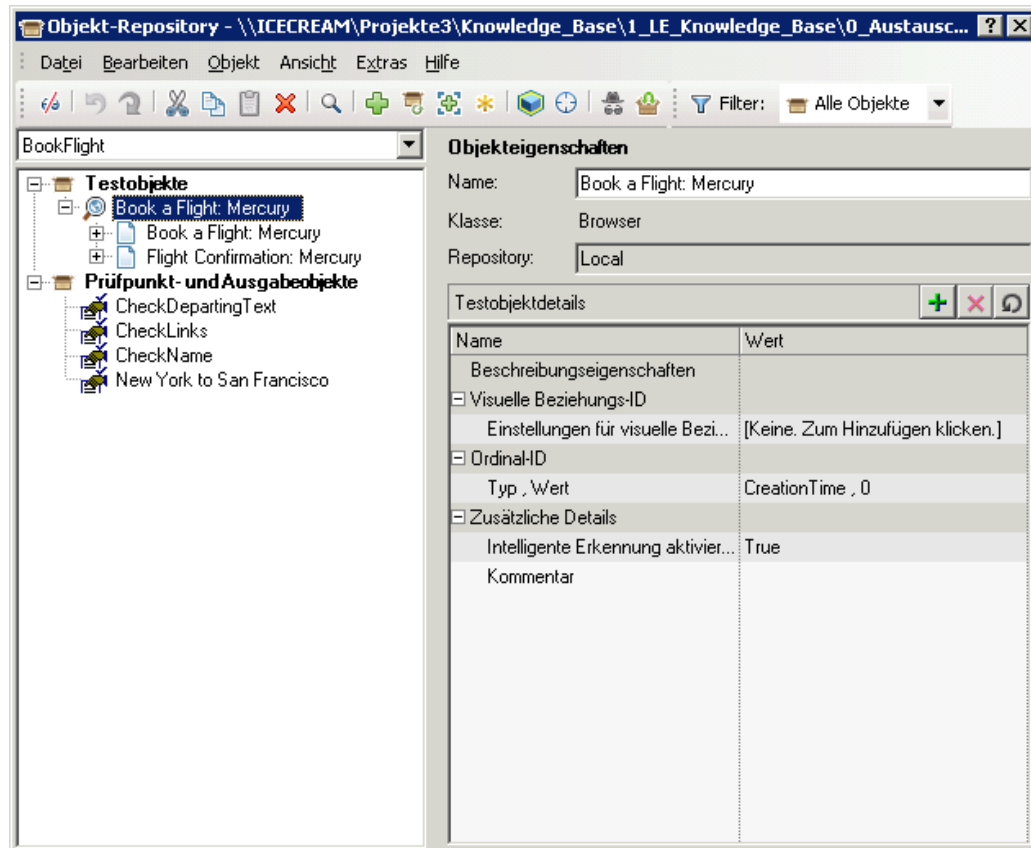 Objekt-Repository - \\ICECREAM\Projekte3\Knowledge_Base\1_LE_Knowledge_Base\0_Austausc...
Datei Bearbeiten Objekt Ansicht Extras Hilfe
Filter: Alle Objekte
BookFlight
Testobjekte
Book a Flight: Mercury
Book a Flight: Mercury
Flight Confirmation: Mercury
Prüfpunkt- und Ausgabeobjekte
CheckDepartingText
CheckLinks
CheckName
New York to San Francisco
Objekteigenschaften
Name: Book a Flight: Mercury
Klasse: Browser
Repository: Local
Testobjektdetails
Name Wert
Beschreibungseigenschaften
Visuelle Beziehungs-ID
Einstellungen für visuelle Bezi... [Keine. Zum Hinzufügen klicken.]
Ordinal-ID
Typ , Wert CreationTime , 0
Zusätzliche Details
Intelligente Erkennung aktivier... True
Kommentar